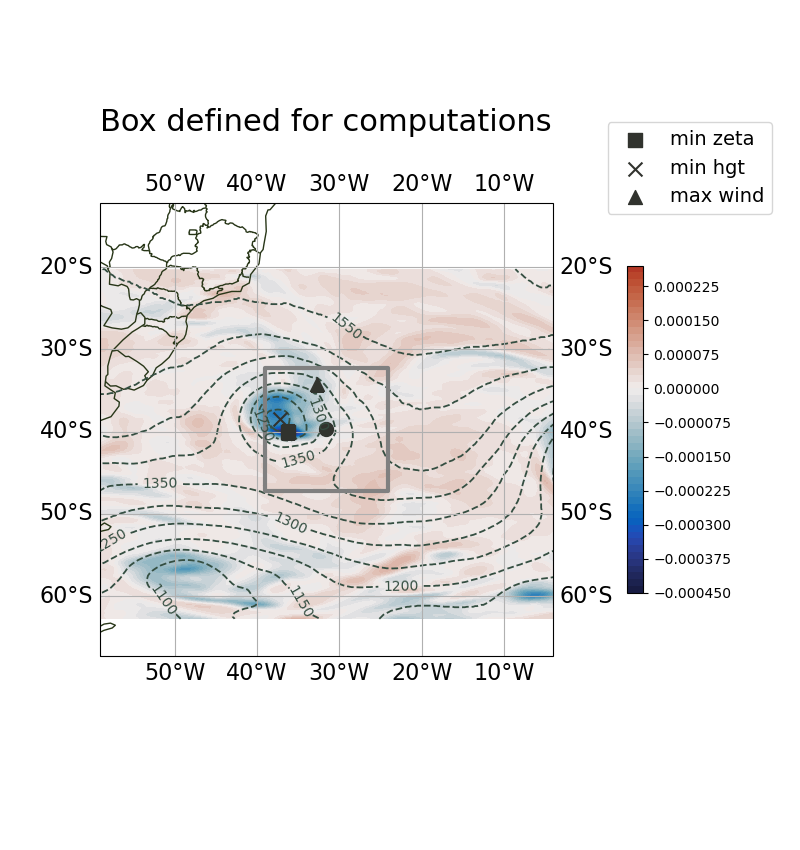 Box defined for computations
min zeta
min hgt
max wind
50°W 40°W 30°W 20°W 10°W
20°S 20°S
30°S 30°S
40°S 40°S
50°S 50°S
60°S 60°S
50°W 40°W 30°W 20°W 10°W
1550
1350
1350
1300
1200
1150
1100
0.000225
0.000150
0.000075
0.000000
−0.000075
−0.000150
−0.000225
−0.000300
−0.000375
−0.000450